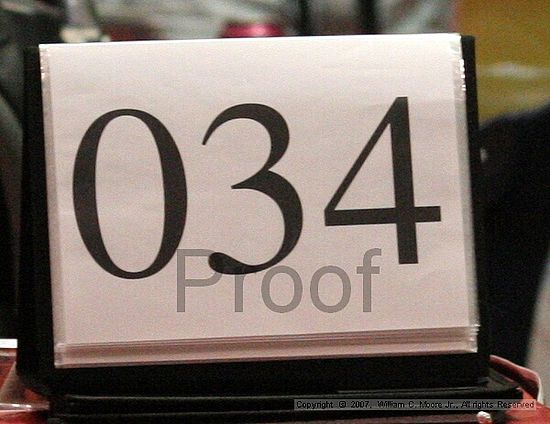 034
Proof
Copyright © 2007, William C. Moore Jr., All rights Reserved